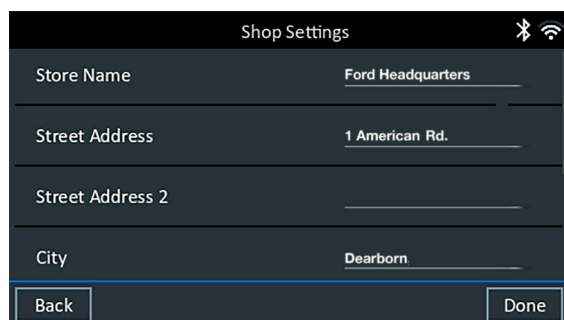 Shop Settings
Store Name Ford Headquarters
Street Address 1 American Rd.
Street Address 2
City Dearborn
Back Done